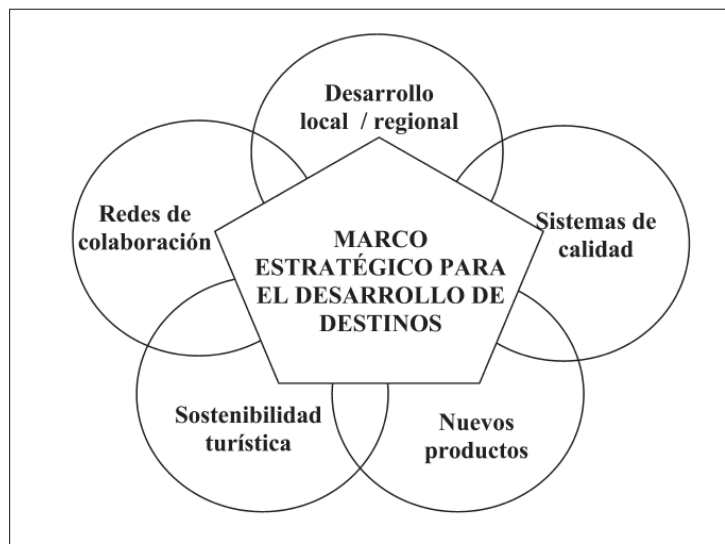 Desarrollo
local / regional
Redes de
colaboración
Sistemas de
calidad
MARCO
ESTRATÉGICO PARA
EL DESARROLLO DE
DESTINOS
Sostenibilidad
turística
Nuevos
productos